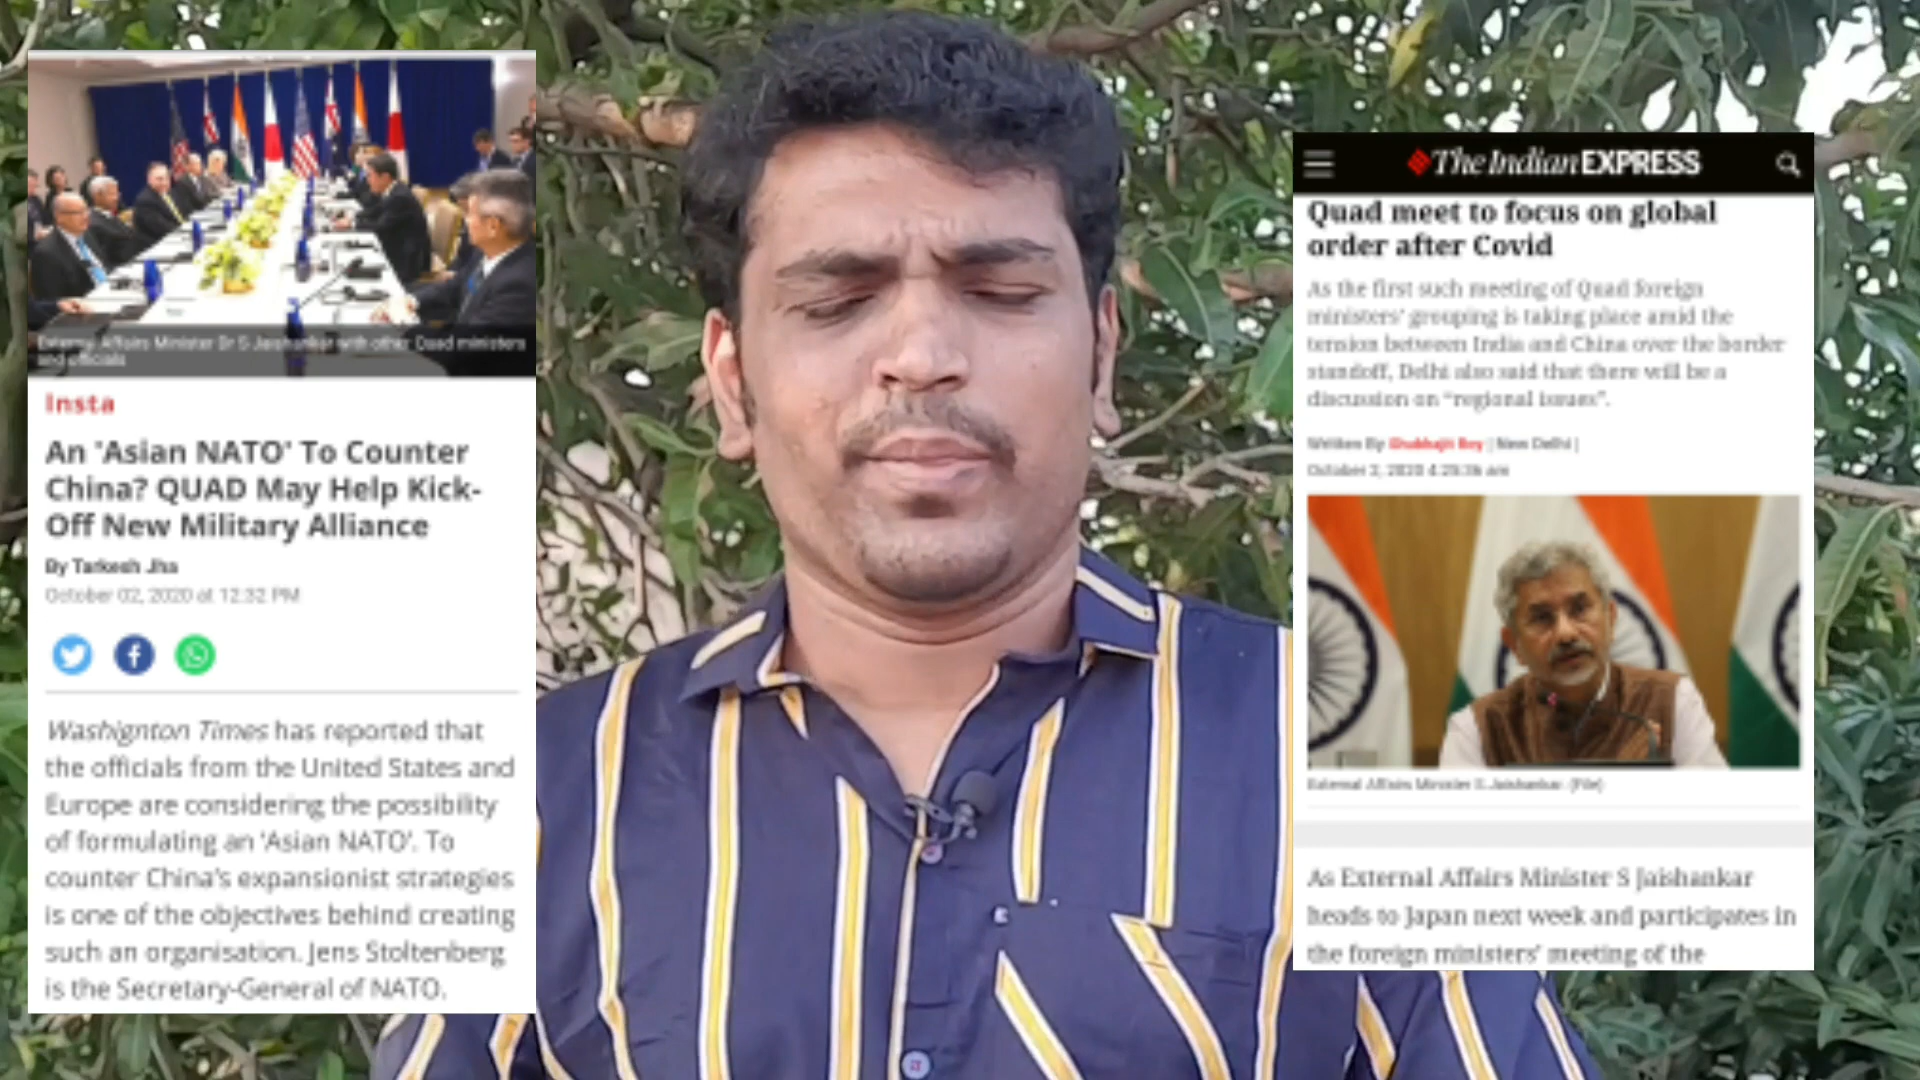 External Affairs Minister Dr S Jaishankar with other Quad ministers
and officials
Insta
An 'Asian NATO' To Counter
China? QUAD May Help Kick-
Off New Military Alliance
By Tarkesh Jha
October 02, 2020 at 12:32 PM
Washignton Times has reported that
the officials from the United States and
Europe are considering the possibility
of formulating an 'Asian NATO'. To
counter China's expansionist strategies
is one of the objectives behind creating
such an organisation. Jens Stoltenberg
is the Secretary-General of NATO.
The Indian EXPRESS
Quad meet to focus on global
order after Covid
As the first such meeting of Quad foreign
ministers' grouping is taking place amid the
tension between India and China over the border
standoff, Delhi also said that there will be a
discussion on "regional issues".
Written By Shubhajit Roy | New Delhi |
October 2, 2020 4:25:36 am
External Affairs Minister S Jaishankar. (File)
As External Affairs Minister S Jaishankar
heads to Japan next week and participates in
the foreign ministers' meeting of the